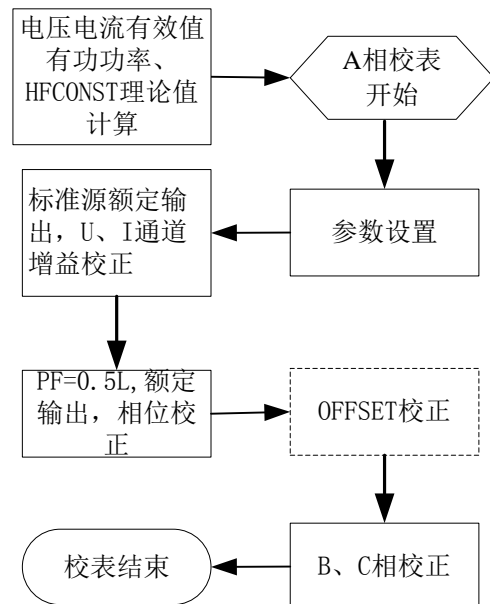 电压电流有效值
有功功率、
HFCONST理论值
计算
A相校表
开始
参数设置
标准源额定输
出，U、I通道
增益校正
PF=0.5L,额定
输出，相位校
正
OFFSET校正
B、C相校正
校表结束